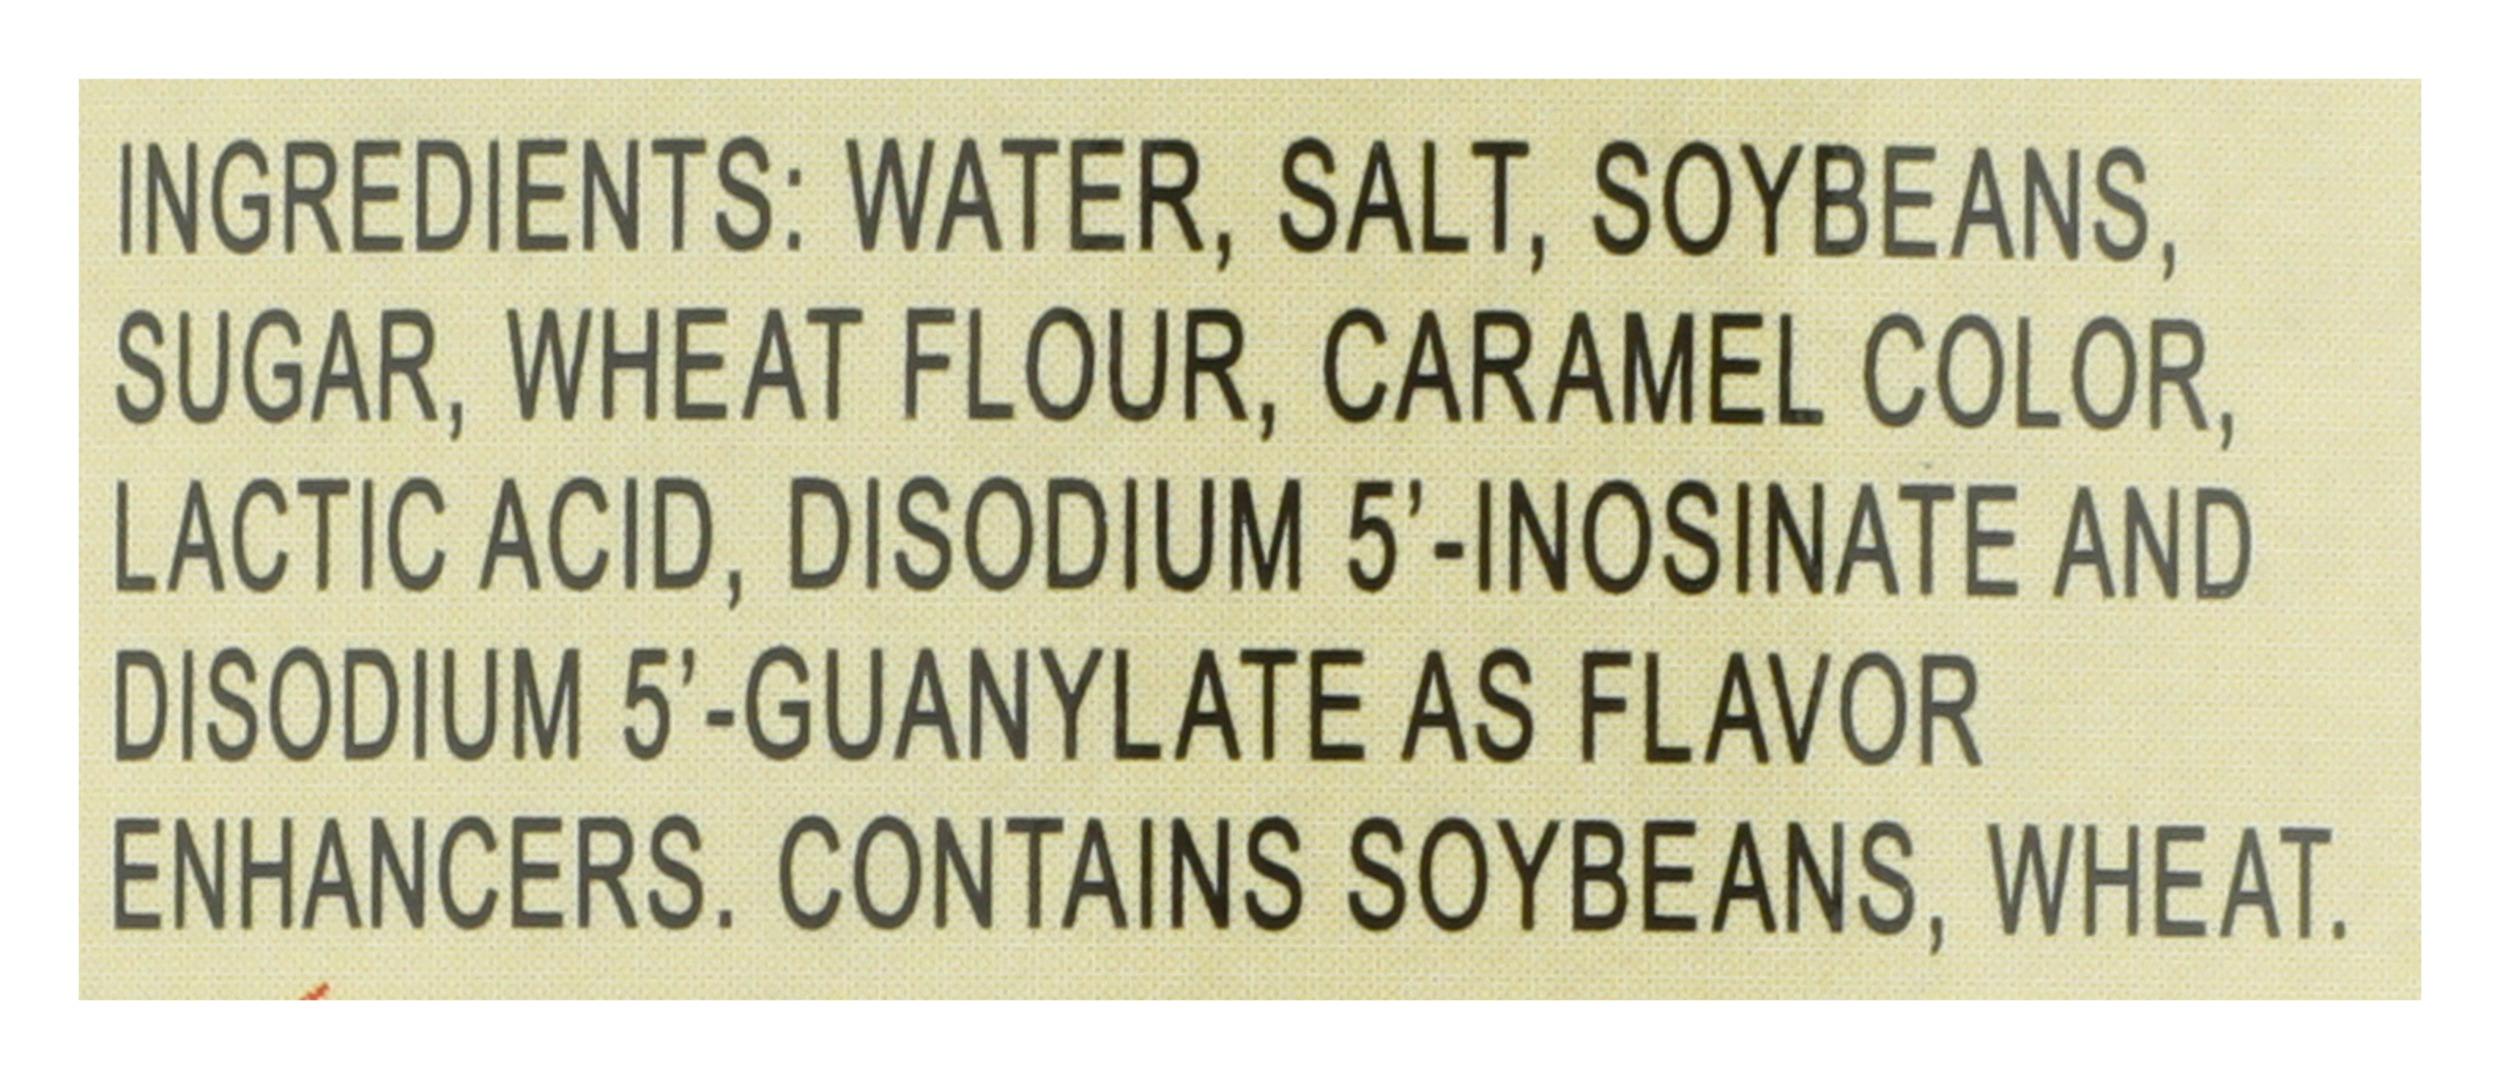 INGREDIENTS: WATER, SALT, SOYBEANS,
SUGAR, WHEAT FLOUR, CARAMEL COLOR,
LACTIC ACID, DISODIUM 5’-INOSINATE AND
DISODIUM 5’-GUANYLATE AS FLAVOR
ENHANCERS. CONTAINS SOYBEANS, WHEAT.